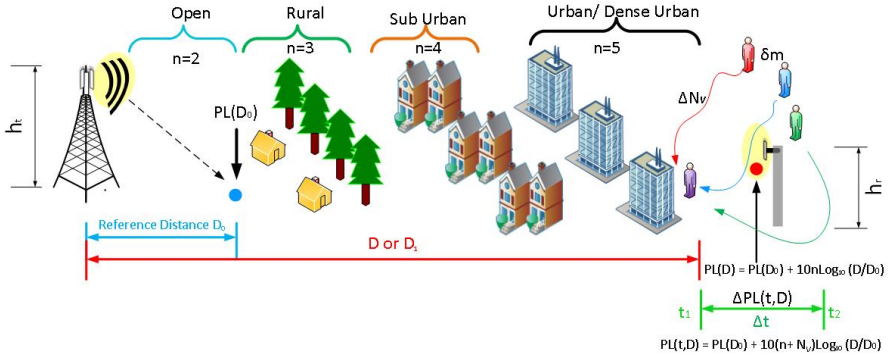 Open
Rural
Sub Urban
Urban/ Dense Urban
n=2
n=3
n=4
n=5
δm
ΔNv
PL(D₀)
hₜ
hᵣ
Reference Distance D₀
D or D₁
PL(D) = PL(D₀) + 10nLog₁₀ (D/D₀)
ΔPL(t,D)
t₁
Δt
t₂
PL(t,D) = PL(D₀) + 10(n+ Nᵥ)Log₁₀ (D/D₀)